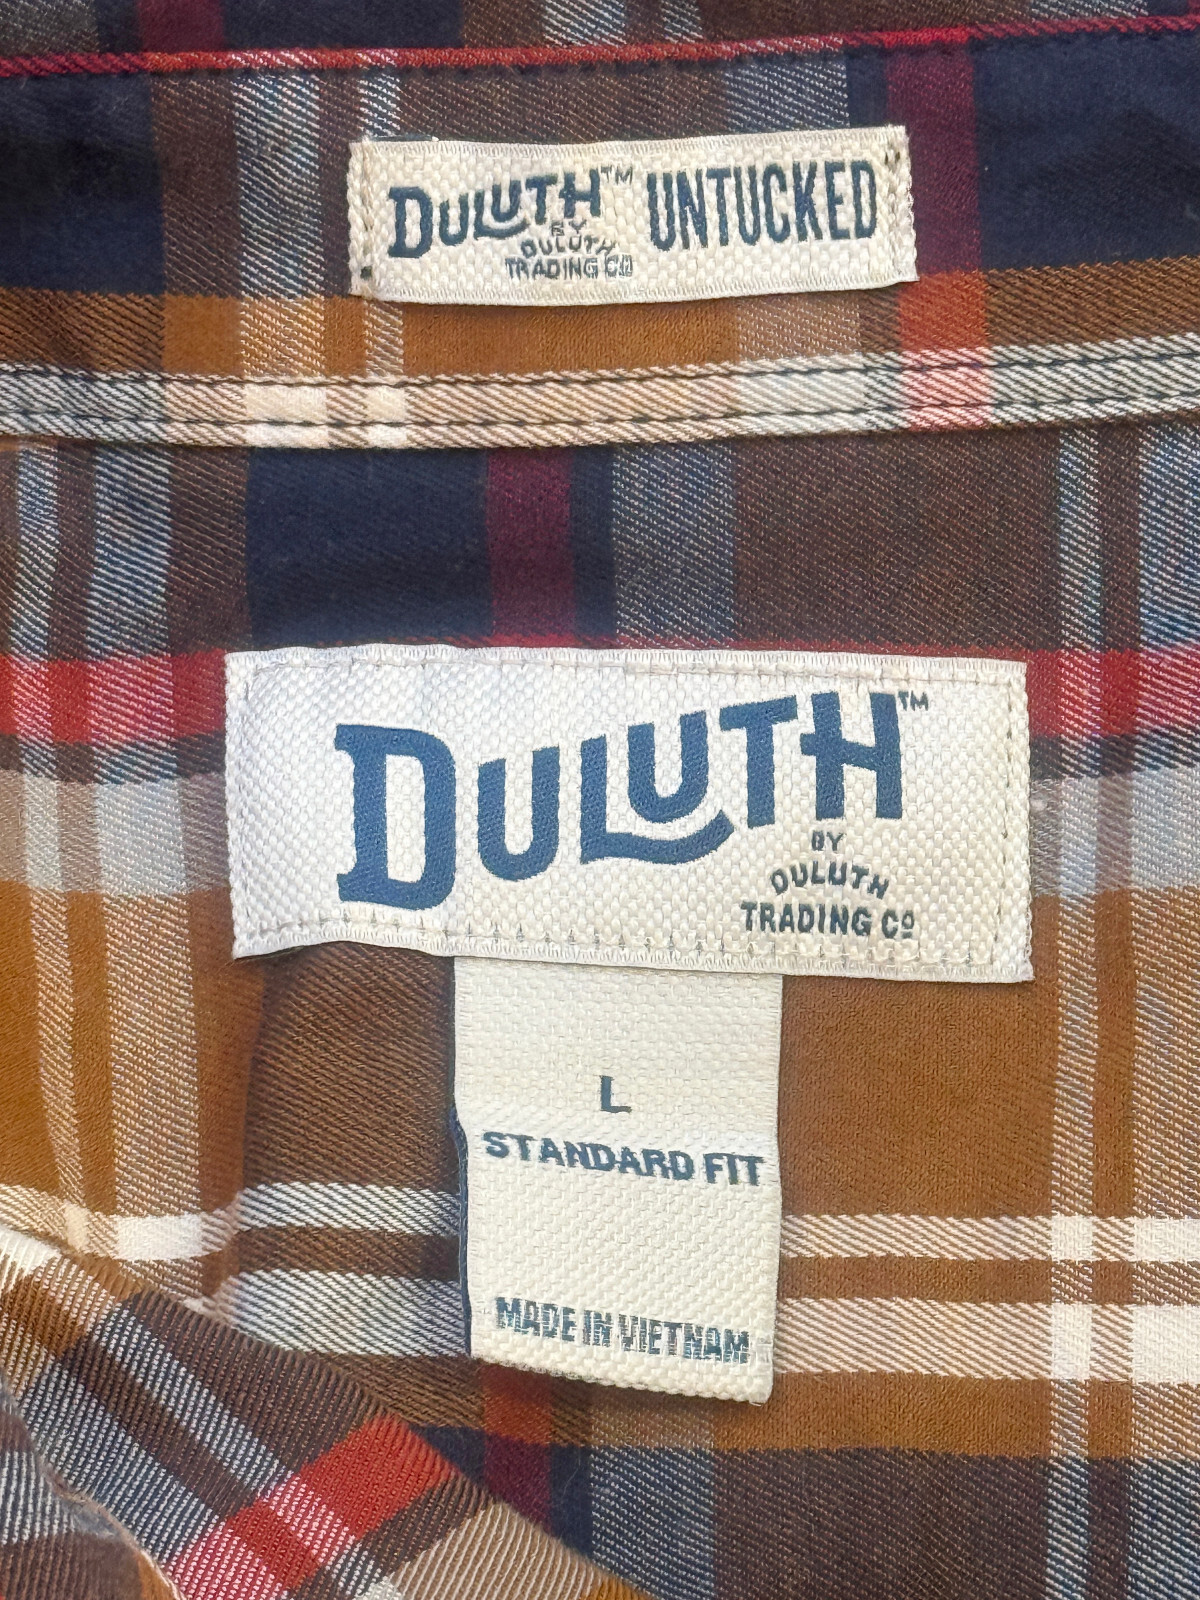 DULUTH™ UNTUCKED
BY
DULUTH
TRADING Cº
DULUTH™
BY
DULUTH
TRADING Cº
L
STANDARD FIT
MADE IN VIETNAM